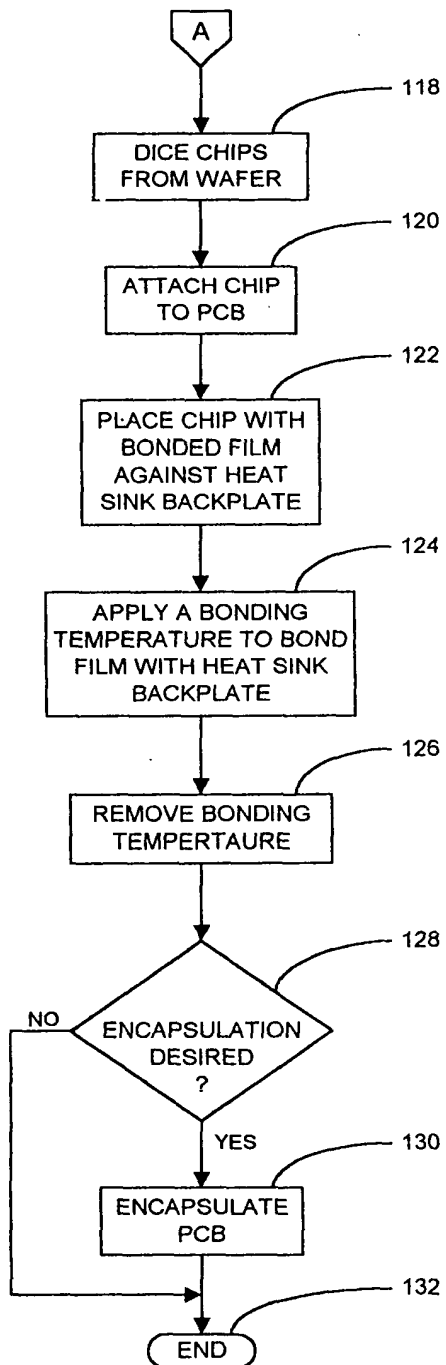 A
118
DICE CHIPS
FROM WAFER
120
ATTACH CHIP
TO PCB
122
PLACE CHIP WITH
BONDED FILM
AGAINST HEAT
SINK BACKPLATE
124
APPLY A BONDING
TEMPERATURE TO BOND
FILM WITH HEAT SINK
BACKPLATE
126
REMOVE BONDING
TEMPERTAURE
128
NO
ENCAPSULATION
DESIRED
?
YES
130
ENCAPSULATE
PCB
132
END